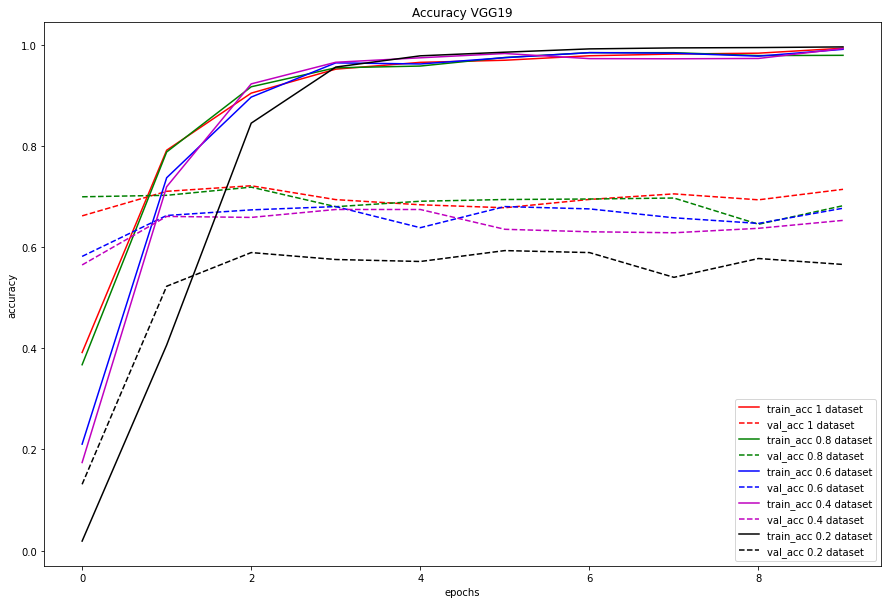 Accuracy VGG19
1.0
0.8
0.6
0.4
0.2
0.0
accuracy
0 2 4 6 8
epochs
train_acc 1 dataset
val_acc 1 dataset
train_acc 0.8 dataset
val_acc 0.8 dataset
train_acc 0.6 dataset
val_acc 0.6 dataset
train_acc 0.4 dataset
val_acc 0.4 dataset
train_acc 0.2 dataset
val_acc 0.2 dataset